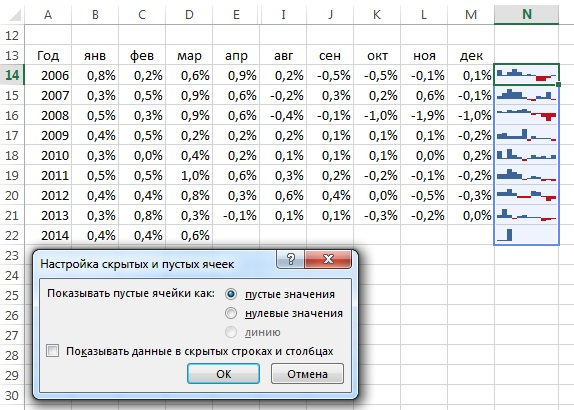 A B C D E I J K L M N
12
13 Год янв фев мар апр авг сен окт ноя дек
14 2006 0,8% 0,2% 0,6% 0,9% 0,2% -0,5% -0,5% -0,1% 0,1%
15 2007 0,3% 0,5% 0,9% 0,6% -0,2% 0,3% 0,2% 0,6% -0,1%
16 2008 0,5% 0,3% 0,9% 0,6% -0,4% -0,1% -1,0% -1,9% -1,0%
17 2009 0,4% 0,5% 0,2% 0,2% 0,2% 0,1% 0,1% 0,1% -0,2%
18 2010 0,3% 0,0% 0,4% 0,2% 0,1% 0,1% 0,1% 0,0% 0,2%
19 2011 0,5% 0,5% 1,0% 0,6% 0,3% 0,2% -0,2% -0,1% -0,2%
20 2012 0,4% 0,4% 0,8% 0,3% 0,6% 0,4% 0,0% -0,5% -0,3%
21 2013 0,3% 0,8% 0,3% -0,1% 0,1% 0,1% -0,3% -0,2% 0,0%
22 2014 0,4% 0,4% 0,6%
23
24
25
26
27
28
29
30
Настройка скрытых и пустых ячеек
Показывать пустые ячейки как: пустые значения
нулевые значения
линию
Показывать данные в скрытых строках и столбцах
ОК Отмена